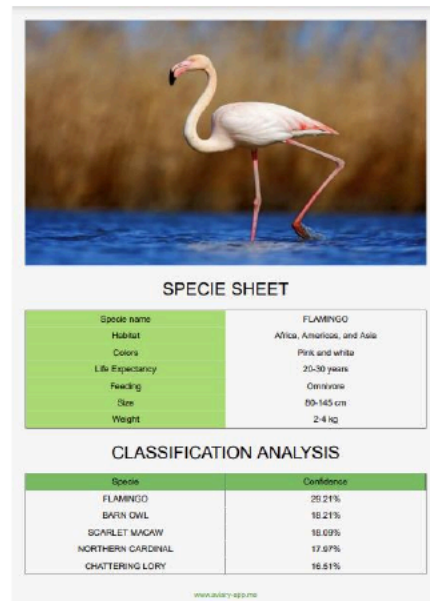 SPECIE SHEET
Specie name FLAMINGO
Habitat Africa, Americas, and Asia
Colors Pink and white
Life Expectancy 20-30 years
Feeding Omnivore
Size 80-145 cm
Weight 2-4 kg
CLASSIFICATION ANALYSIS
Specie Confidence
FLAMINGO 29.21%
BARN OWL 18.21%
SCARLET MACAW 18.09%
NORTHERN CARDINAL 17.97%
CHATTERING LORY 16.51%
www.aviary-app.me